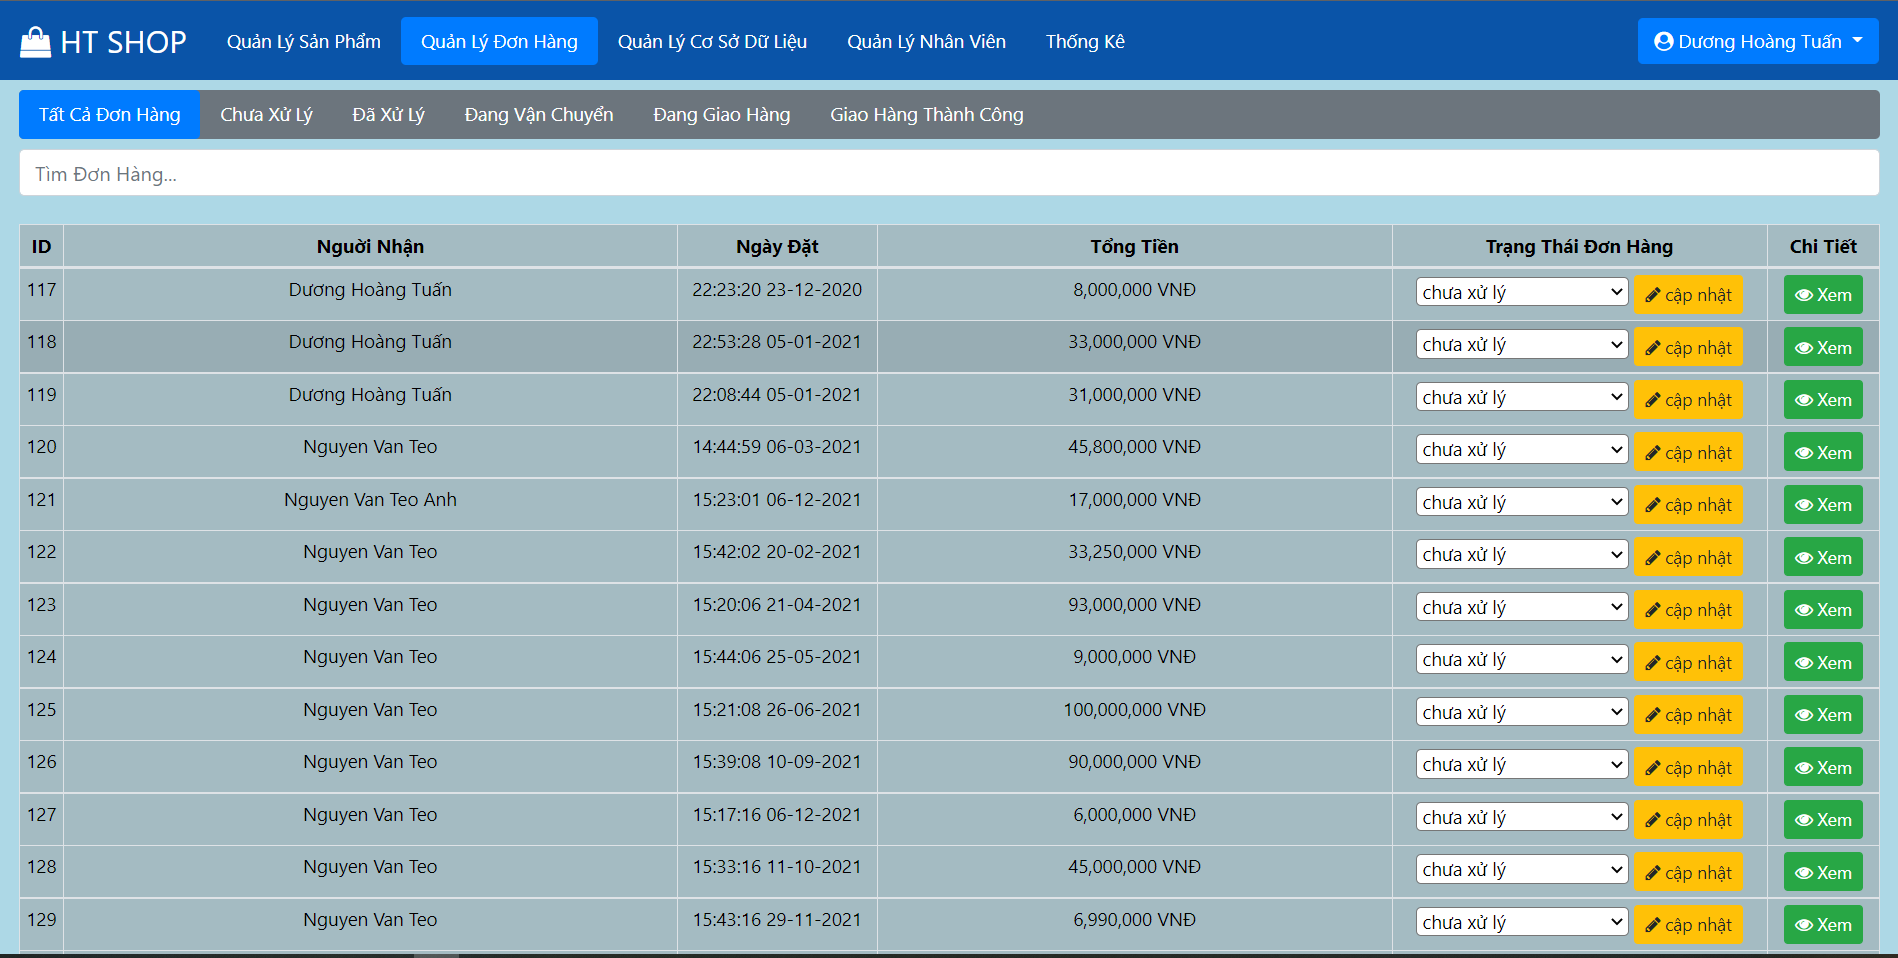 HT SHOP Quản Lý Sản Phẩm Quản Lý Đơn Hàng Quản Lý Cơ Sở Dữ Liệu Quản Lý Nhân Viên Thống Kê Dương Hoàng Tuấn
Tất Cả Đơn Hàng Chưa Xử Lý Đã Xử Lý Đang Vận Chuyển Đang Giao Hàng Giao Hàng Thành Công
Tìm Đơn Hàng...
ID Người Nhận Ngày Đặt Tổng Tiền Trạng Thái Đơn Hàng Chi Tiết
117 Dương Hoàng Tuấn 22:23:20 23-12-2020 8,000,000 VNĐ chưa xử lý cập nhật Xem
118 Dương Hoàng Tuấn 22:53:28 05-01-2021 33,000,000 VNĐ chưa xử lý cập nhật Xem
119 Dương Hoàng Tuấn 22:08:44 05-01-2021 31,000,000 VNĐ chưa xử lý cập nhật Xem
120 Nguyen Van Teo 14:44:59 06-03-2021 45,800,000 VNĐ chưa xử lý cập nhật Xem
121 Nguyen Van Teo Anh 15:23:01 06-12-2021 17,000,000 VNĐ chưa xử lý cập nhật Xem
122 Nguyen Van Teo 15:42:02 20-02-2021 33,250,000 VNĐ chưa xử lý cập nhật Xem
123 Nguyen Van Teo 15:20:06 21-04-2021 93,000,000 VNĐ chưa xử lý cập nhật Xem
124 Nguyen Van Teo 15:44:06 25-05-2021 9,000,000 VNĐ chưa xử lý cập nhật Xem
125 Nguyen Van Teo 15:21:08 26-06-2021 100,000,000 VNĐ chưa xử lý cập nhật Xem
126 Nguyen Van Teo 15:39:08 10-09-2021 90,000,000 VNĐ chưa xử lý cập nhật Xem
127 Nguyen Van Teo 15:17:16 06-12-2021 6,000,000 VNĐ chưa xử lý cập nhật Xem
128 Nguyen Van Teo 15:33:16 11-10-2021 45,000,000 VNĐ chưa xử lý cập nhật Xem
129 Nguyen Van Teo 15:43:16 29-11-2021 6,990,000 VNĐ chưa xử lý cập nhật Xem